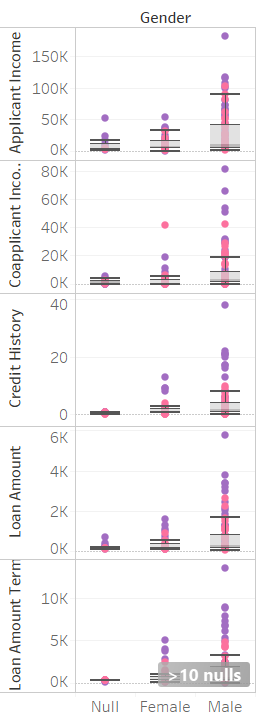 Gender
Applicant Income
150K
100K
50K
0K
Coapplicant Inco..
80K
60K
40K
20K
0K
Credit History
40
20
0
Loan Amount
6K
4K
2K
0K
Loan Amount Term
10K
5K
0K
>10 nulls
Null Female Male